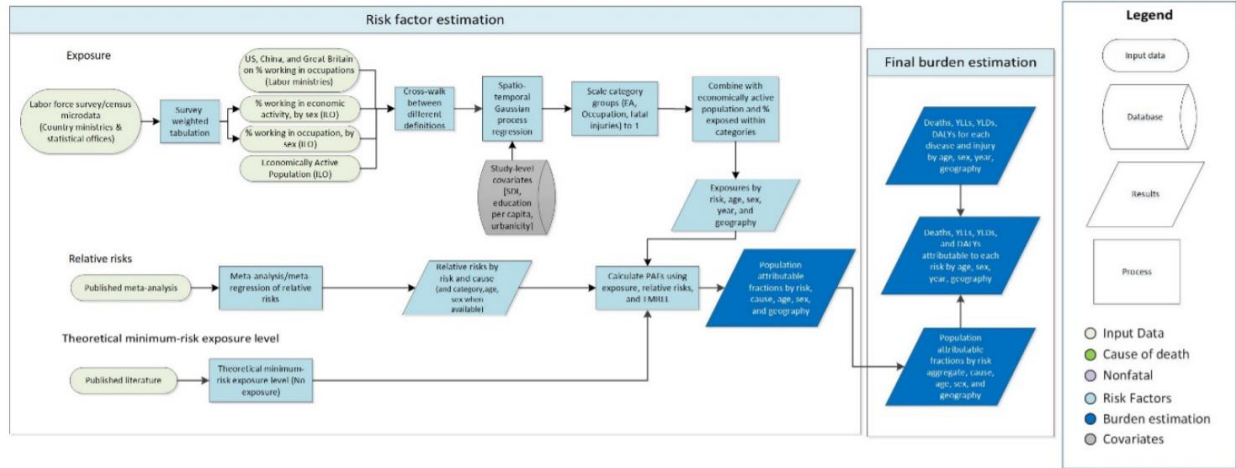 Risk factor estimation
Exposure
Labor force survey/census
microdata
(Country ministries &
statistical offices)
Survey
weighted
tabulation
US, China, and Great Britain
on % working in occupations
(Labor ministries)
% working in economic
activity, by sex (ILO)
% working in occupation, by
sex (ILO)
Economically Active
Population (ILO)
Cross-walk
between
different
definitions
Spatio-
temporal
Gaussian
process
regression
Study-level
covariates
[SDI,
education
per capita,
urbanicity]
Scale category
groups (EA,
Occupation, fatal
injuries) to 1
Combine with
economically active
population and %
exposed within
categories
Exposures by
risk, age, sex,
year, and
geography
Relative risks
Published meta-analysis
Meta-analysis/meta-
regression of relative
risks
Relative risks by
risk and cause
(and category,age,
sex when
available)
Calculate PAFs using
exposure, relative risks,
and TMREL
Population
attributable
fractions by risk,
cause, age, sex,
and geography
Theoretical minimum-risk exposure level
Published literature
Theoretical minimum-
risk exposure level (No
exposure)
Final burden estimation
Deaths, YLLs, YLDs,
DALYs for each
disease and injury
by age, sex, year,
geography
Deaths, YLLs, YLDs,
and DALYs
attributable to each
risk by age, sex,
year, geography
Population
attributable
fractions by risk
aggregate, cause,
age, sex, and
geography
Legend
Input data
Database
Results
Process
Input Data
Cause of death
Nonfatal
Risk Factors
Burden estimation
Covariates